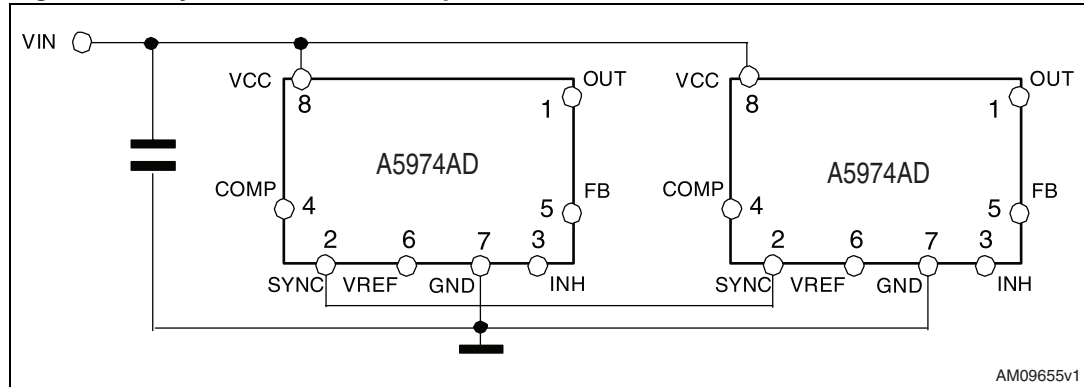 VIN
VCC
8
OUT
1
A5974AD
COMP
4
FB
5
2
6
7
3
SYNC
VREF
GND
INH
VCC
8
OUT
1
A5974AD
COMP
4
FB
5
2
6
7
3
SYNC
VREF
GND
INH
AM09655v1